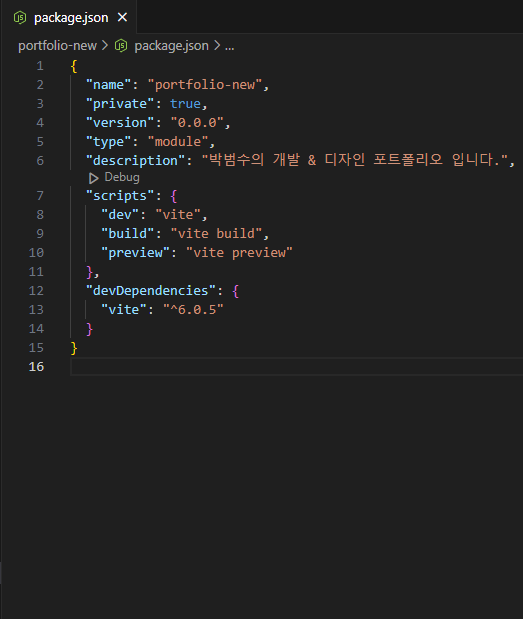 package.json
portfolio-new > package.json > ...
1 {
2 "name": "portfolio-new",
3 "private": true,
4 "version": "0.0.0",
5 "type": "module",
6 "description": "박범수의 개발 & 디자인 포트폴리오 입니다.",
Debug
7 "scripts": {
8 "dev": "vite",
9 "build": "vite build",
10 "preview": "vite preview"
11 },
12 "devDependencies": {
13 "vite": "^6.0.5"
14 }
15 }
16